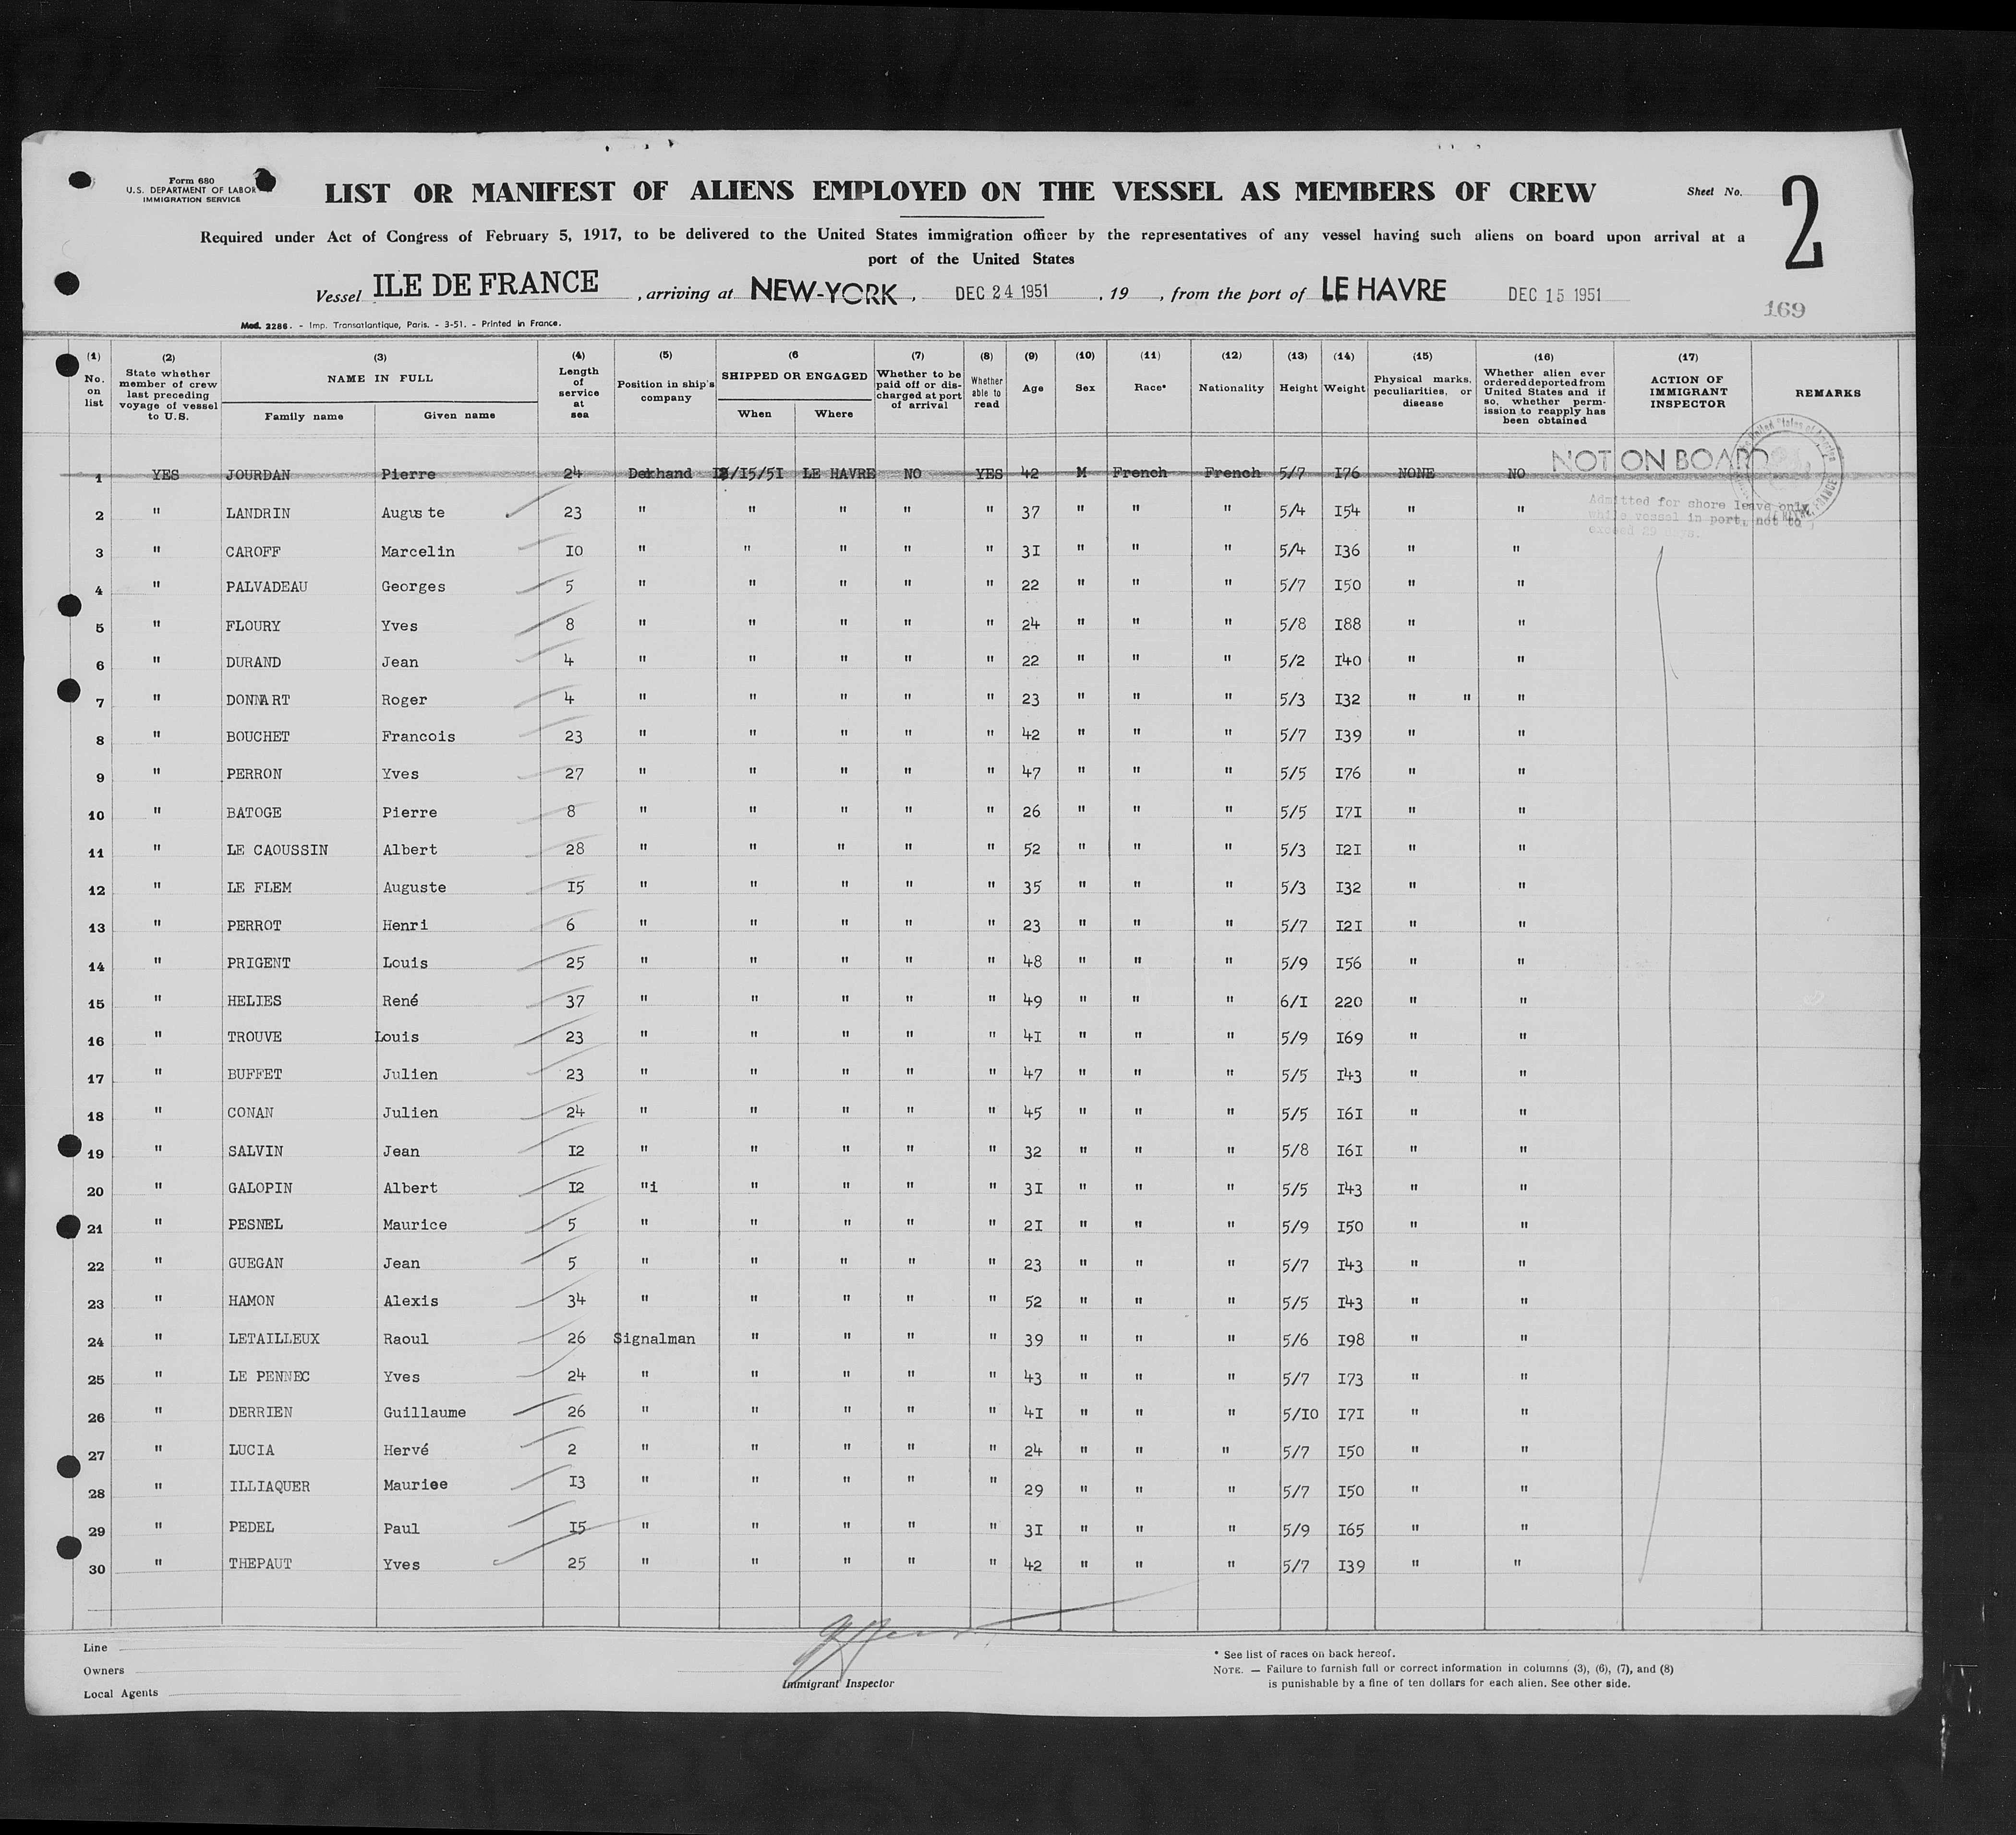 Form 680
U.S. DEPARTMENT OF LABOR
IMMIGRATION SERVICE
LIST OR MANIFEST OF ALIENS EMPLOYED ON THE VESSEL AS MEMBERS OF CREW
Sheet No. 2
Required under Act of Congress of February 5, 1917, to be delivered to the United States immigration officer by the representatives of any vessel having such aliens on board upon arrival at a
port of the United States
Vessel ILE DE FRANCE , arriving at NEW-YORK , DEC 24 1951 , 19 , from the port of LE HAVRE DEC 15 1951
169
Mod. 2286. - Imp. Transatlantique, Paris. - 3-51. - Printed in France.
(1) No. on list (2) State whether member of crew last preceding voyage of vessel to U.S. (3) NAME IN FULL Family name Given name (4) Length of service at sea (5) Position in ship's company (6 SHIPPED OR ENGAGED When Where (7) Whether to be paid off or discharged at port of arrival (8) Whether able to read (9) Age (10) Sex (11) Race* (12) Nationality (13) Height (14) Weight (15) Physical marks, peculiarities, or disease (16) Whether alien ever ordered deported from United States and if so, whether permission to reapply has been obtained (17) ACTION OF IMMIGRANT INSPECTOR REMARKS
1 YES JOURDAN Pierre 24 Dekhand 12/15/51 LE HAVRE NO YES 42 M French French 5/7 176 NONE NO NOT ON BOARD
Admitted for shore leave only
while vessel in port, not to
exceed 29 days.
2 " LANDRIN Auguste 23 " " " " " 37 " " " 5/4 154 " "
3 " CAROFF Marcelin 10 " " " " " 31 " " " 5/4 136 " "
4 " PALVADEAU Georges 5 " " " " " 22 " " " 5/7 150 " "
5 " FLOURY Yves 8 " " " " " 24 " " " 5/8 188 " "
6 " DURAND Jean 4 " " " " " 22 " " " 5/2 140 " "
7 " DONNART Roger 4 " " " " " 23 " " " 5/3 132 " " "
8 " BOUCHET Francois 23 " " " " " 42 " " " 5/7 139 " "
9 " PERRON Yves 27 " " " " " 47 " " " 5/5 176 " "
10 " BATOGE Pierre 8 " " " " " 26 " " " 5/5 171 " "
11 " LE CAOUSSIN Albert 28 " " " " " 52 " " " 5/3 121 " "
12 " LE FLEM Auguste 15 " " " " " 35 " " " 5/3 132 " "
13 " PERROT Henri 6 " " " " " 23 " " " 5/7 121 " "
14 " PRIGENT Louis 25 " " " " " 48 " " " 5/9 156 " "
15 " HELIES René 37 " " " " " 49 " " " 6/1 220 " "
16 " TROUVE Louis 23 " " " " " 41 " " " 5/9 169 " "
17 " BUFFET Julien 23 " " " " " 47 " " " 5/5 143 " "
18 " CONAN Julien 24 " " " " " 45 " " " 5/5 161 " "
19 " SALVIN Jean 12 " " " " " 32 " " " 5/8 161 " "
20 " GALOPIN Albert 12 "i " " " " 31 " " " 5/5 143 " "
21 " PESNEL Maurice 5 " " " " " 21 " " " 5/9 150 " "
22 " GUEGAN Jean 5 " " " " " 23 " " " 5/7 143 " "
23 " HAMON Alexis 34 " " " " " 52 " " " 5/5 143 " "
24 " LETAILLEUX Raoul 26 Signalman " " " " 39 " " " 5/6 198 " "
25 " LE PENNEC Yves 24 " " " " " 43 " " " 5/7 173 " "
26 " DERRIEN Guillaume 26 " " " " " 41 " " " 5/10 171 " "
27 " LUCIA Hervé 2 " " " " " 24 " " " 5/7 150 " "
28 " ILLIAQUER Maurice 13 " " " " " 29 " " " 5/7 150 " "
29 " PEDEL Paul 15 " " " " " 31 " " " 5/9 165 " "
30 " THEPAUT Yves 25 " " " " " 42 " " " 5/7 139 " "
Line
Owners
Local Agents
Immigrant Inspector
* See list of races on back hereof.
NOTE. — Failure to furnish full or correct information in columns (3), (6), (7), and (8)
is punishable by a fine of ten dollars for each alien. See other side.